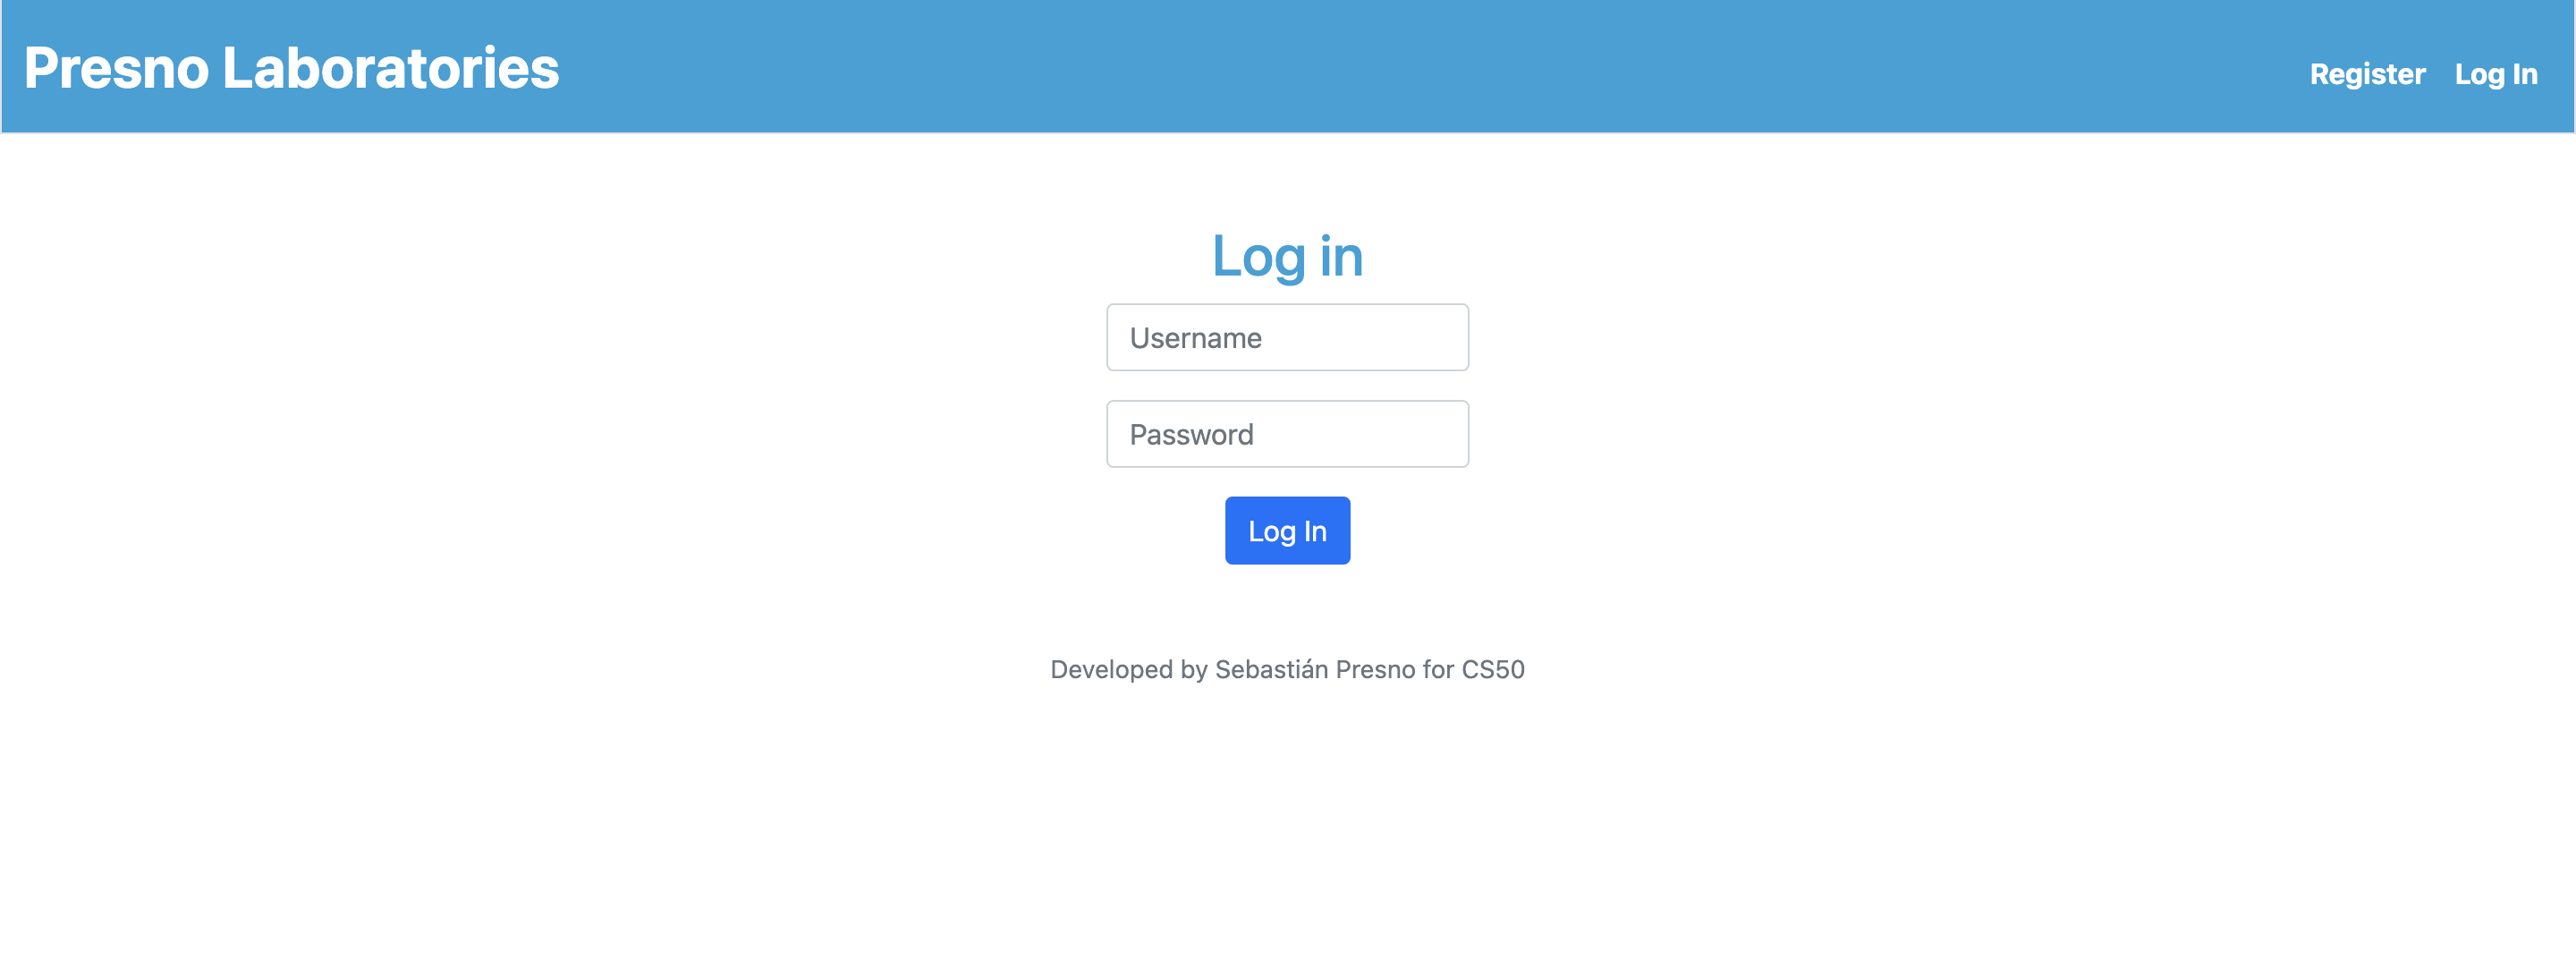 Presno Laboratories
Register Log In
Log in
Username
Password
Log In
Developed by Sebastián Presno for CS50